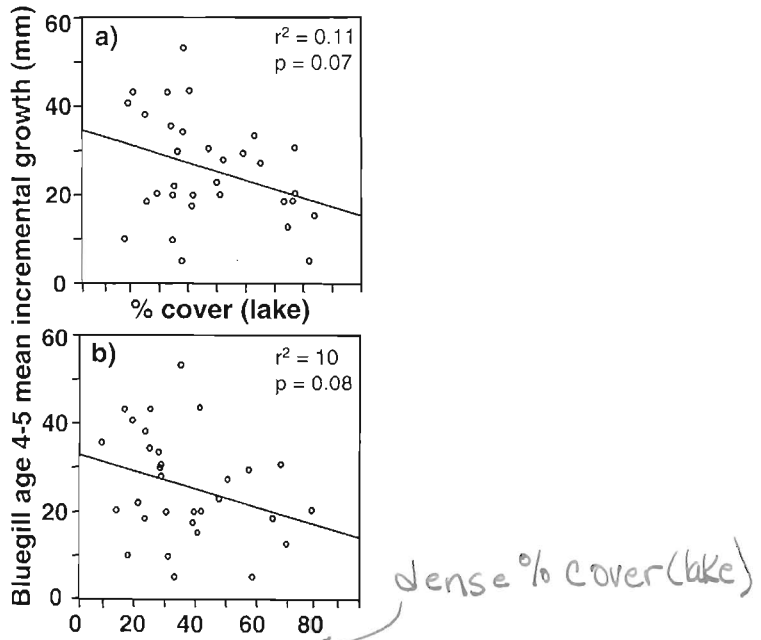 Bluegill age 4-5 mean incremental growth (mm)
60
40
20
0
a)
r² = 0.11
p = 0.07
% cover (lake)
60
40
20
0
b)
r² = 10
p = 0.08
0 20 40 60 80
dense % cover (lake)